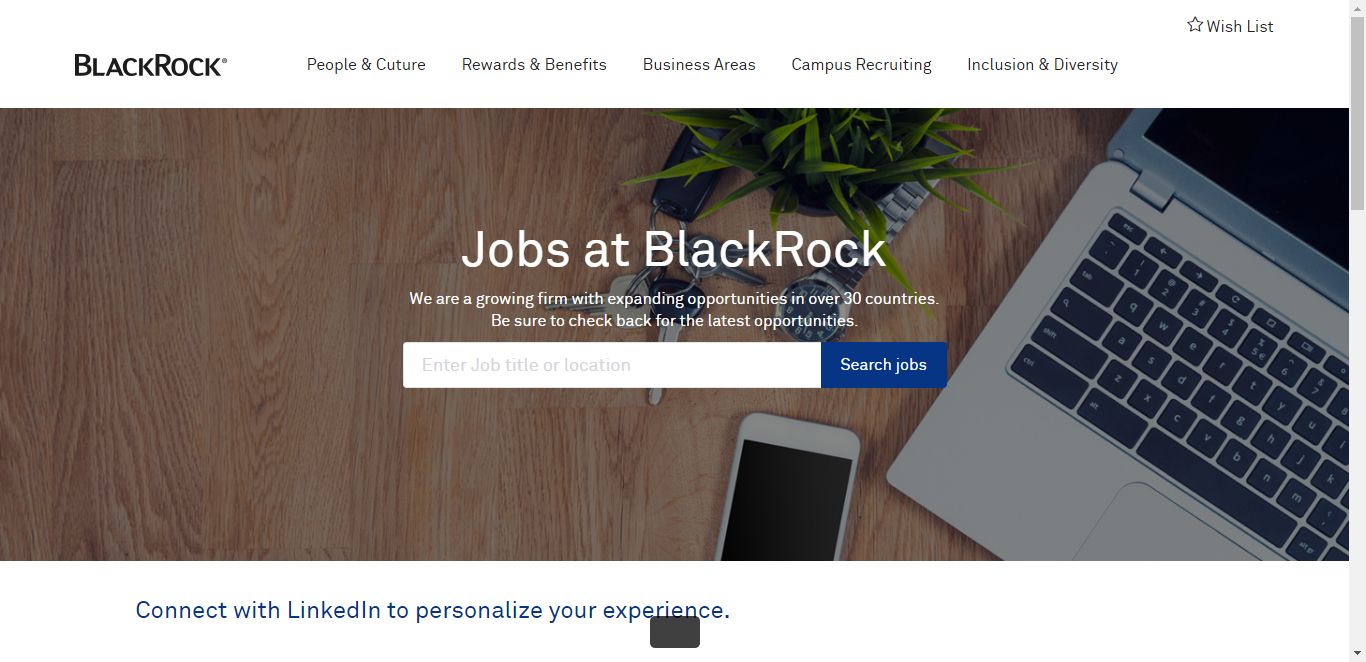 Wish List
BLACKROCK®
People & Cuture
Rewards & Benefits
Business Areas
Campus Recruiting
Inclusion & Diversity
Jobs at BlackRock
We are a growing firm with expanding opportunities in over 30 countries.
Be sure to check back for the latest opportunities.
Enter Job title or location
Search jobs
Connect with LinkedIn to personalize your experience.